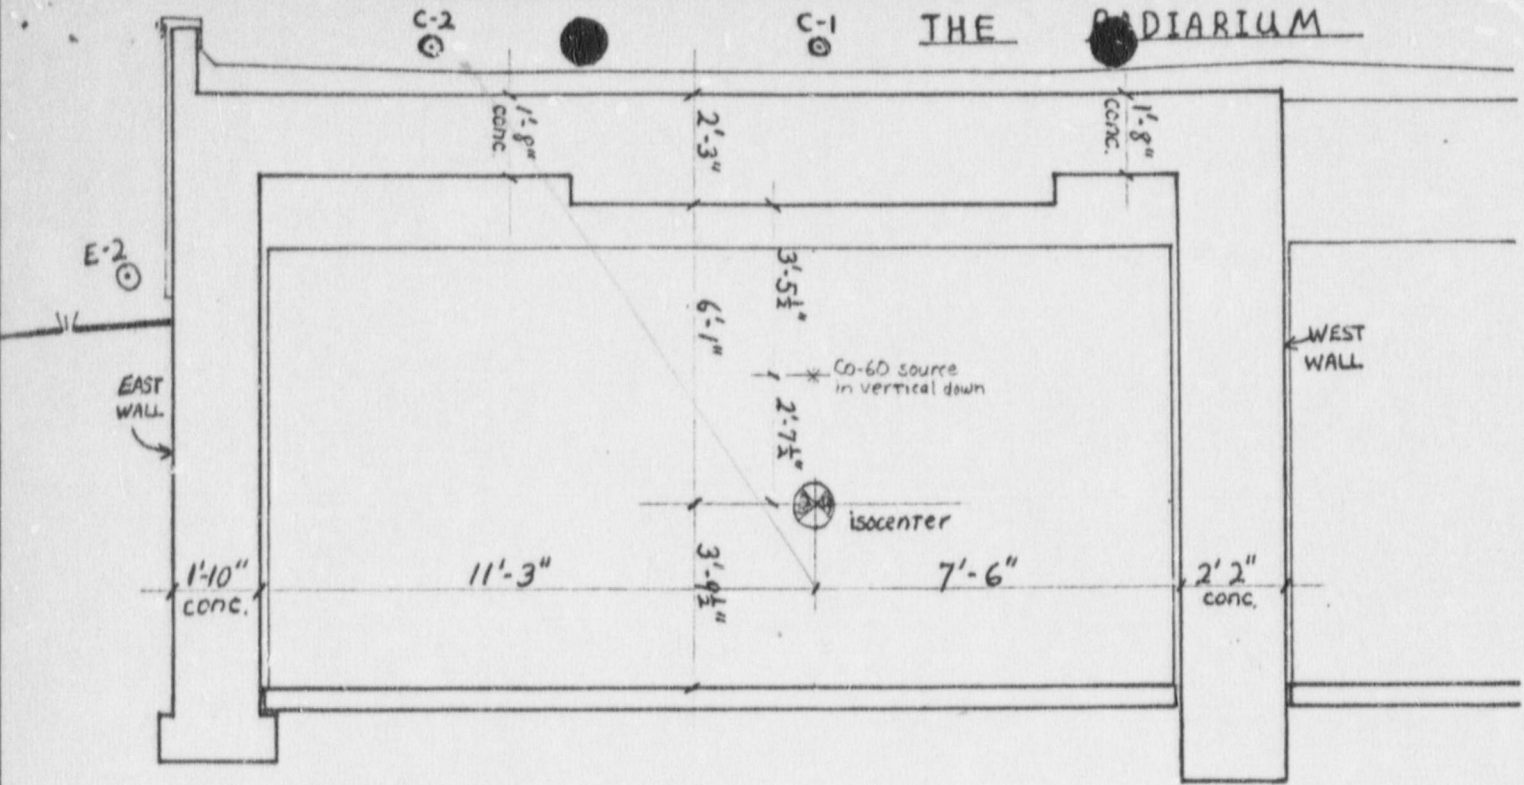 C-2
C-1
THE RADIARIUM
1'-8"
conc.
2'-3"
1'-8"
conc.
E-2
3'-5½"
6'-1"
WEST
WALL
Co-60 source
in vertical down
EAST
WALL
2'-7½"
isocenter
1'-10"
conc.
11'-3"
3'-9½"
7'-6"
2' 2"
conc.